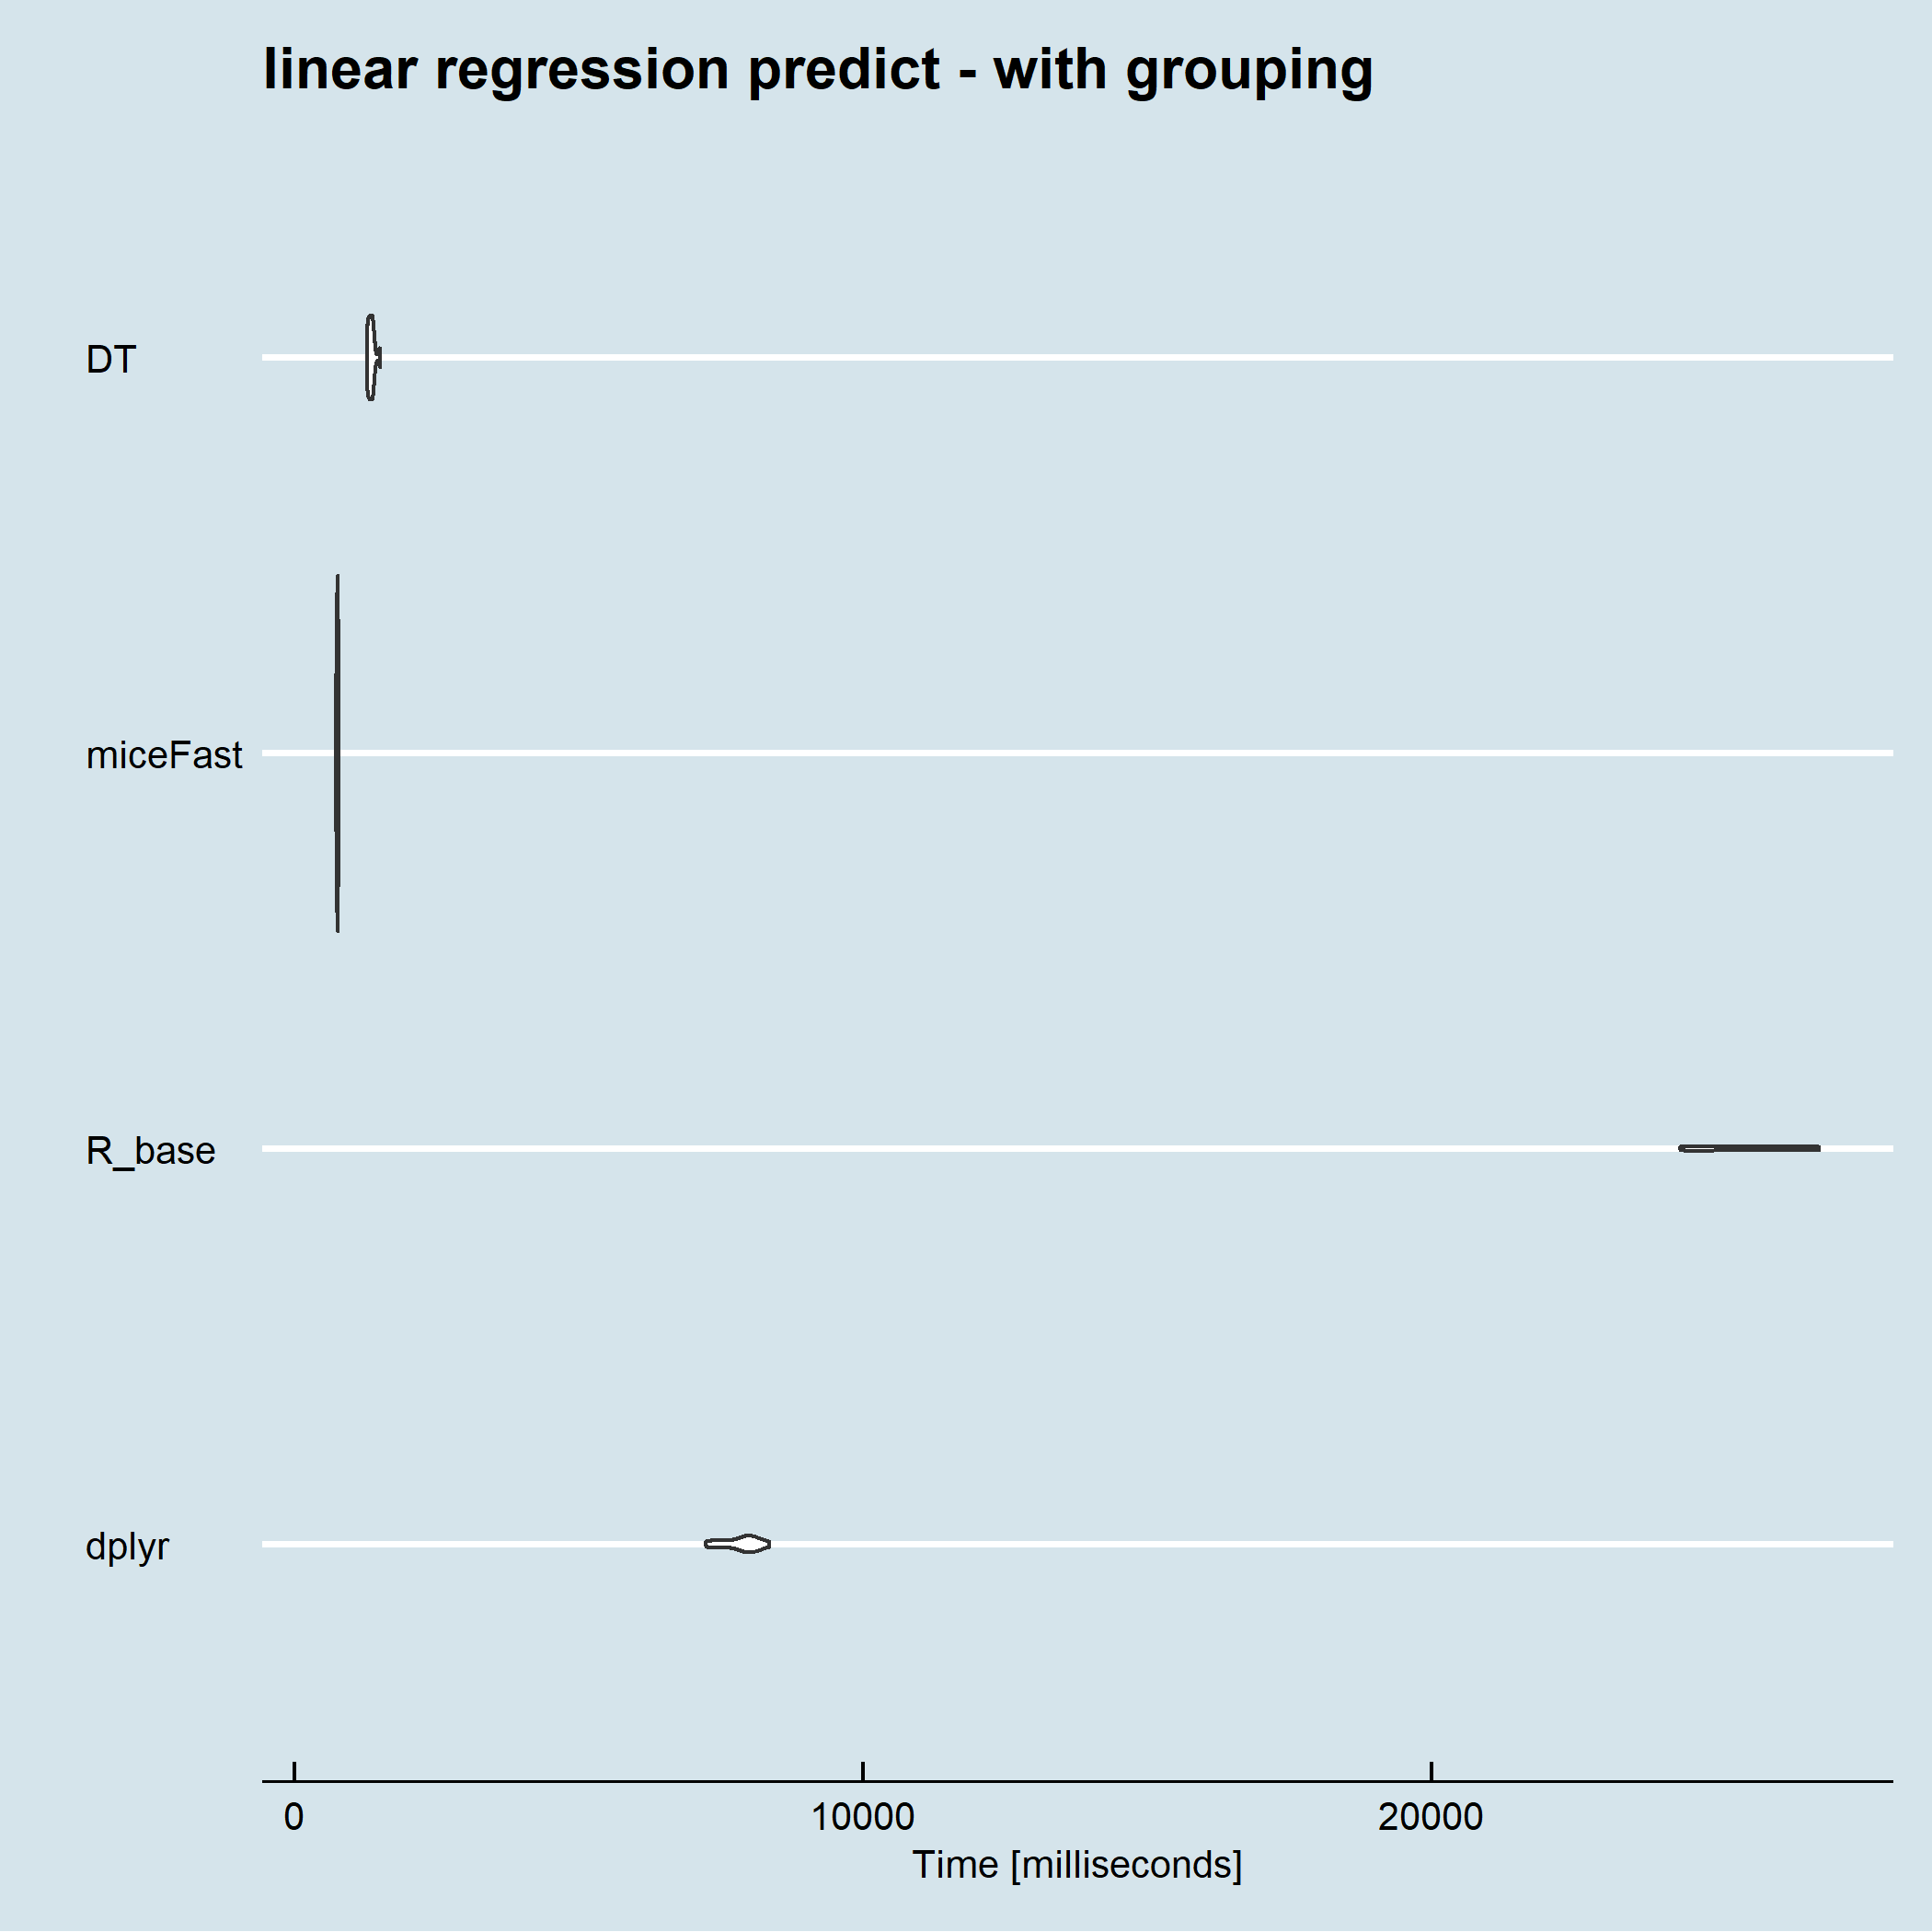 linear regression predict - with grouping
DT
miceFast
R_base
dplyr
0 10000 20000
Time [milliseconds]